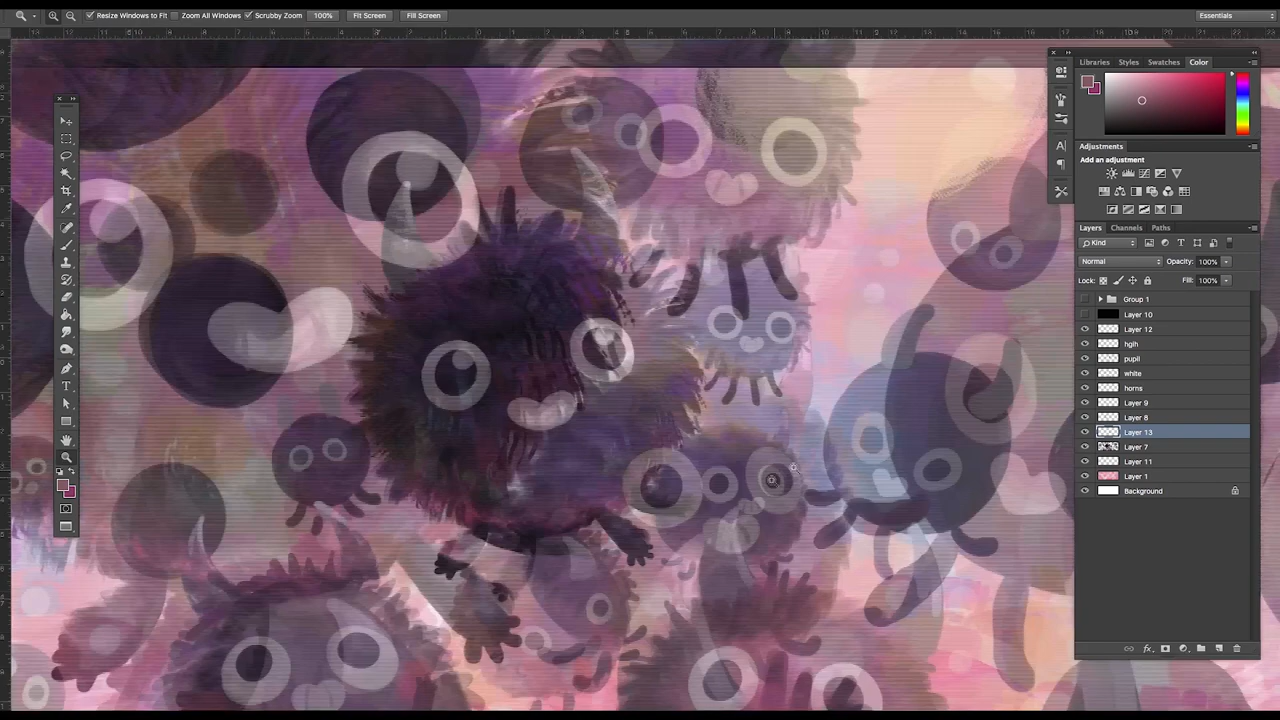 Resize Windows to Fit Zoom All Windows Scrubby Zoom 100% Fit Screen Fill Screen Essentials
Libraries Styles Swatches Color
Adjustments
Add an adjustment
Layers Channels Paths
Kind
Normal Opacity: 100%
Lock: Fill: 100%
Group 1
Layer 10
Layer 12
hglh
pupil
white
horns
Layer 9
Layer 8
Layer 13
Layer 7
Layer 11
Layer 1
Background